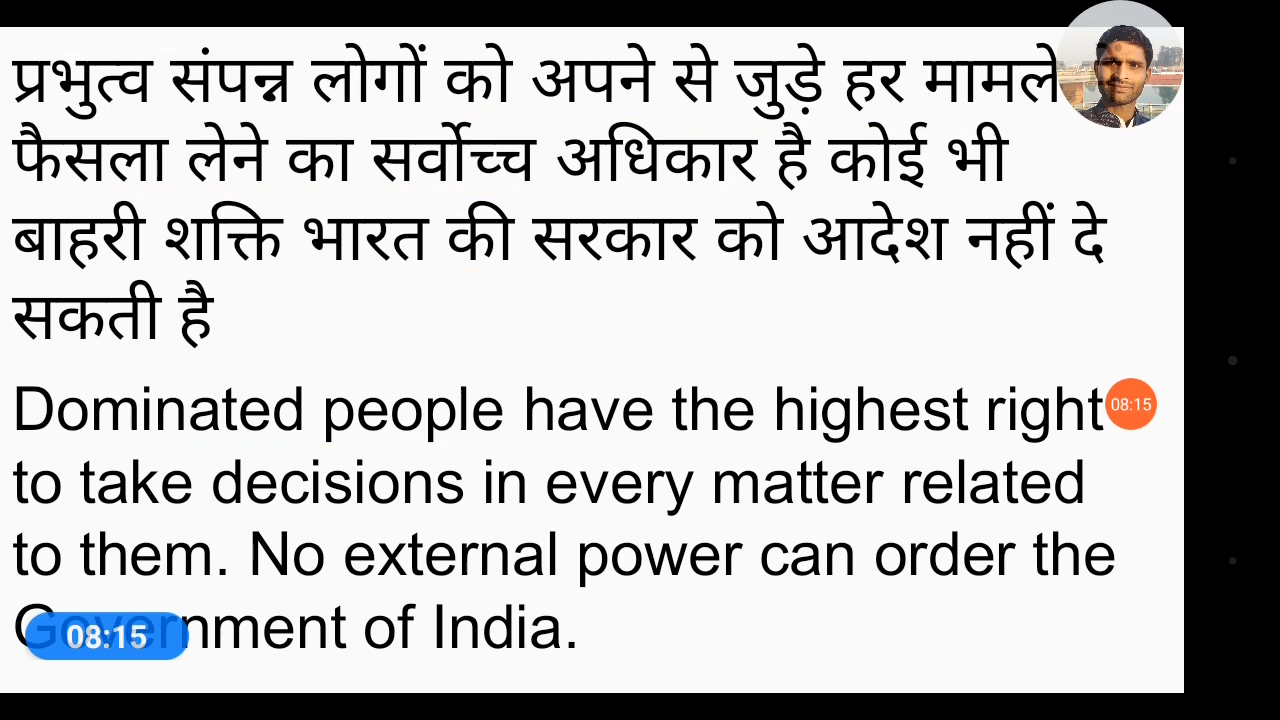 प्रभुत्व संपन्न लोगों को अपने से जुड़े हर मामले
फैसला लेने का सर्वोच्च अधिकार है कोई भी
बाहरी शक्ति भारत की सरकार को आदेश नहीं दे
सकती है
Dominated people have the highest right
08:15
to take decisions in every matter related
to them. No external power can order the
Government of India.
08:15